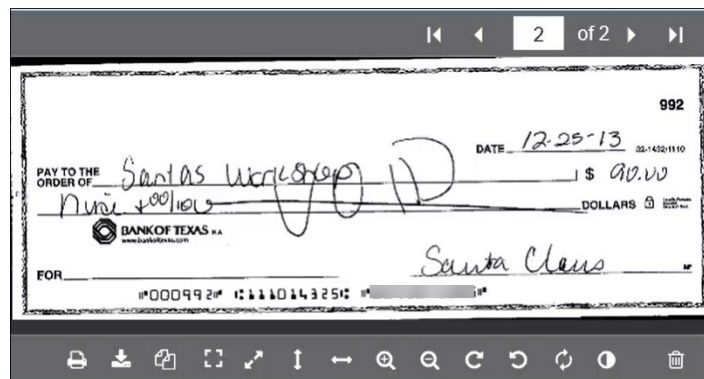 2 of 2
992
DATE 12-25-13 32-1432/1110
PAY TO THE ORDER OF Santas Workshop $ 90.00
Nine +00/100 DOLLARS
VOID
BANK OF TEXAS N.A.
www.bankoftexas.com
Santa Claus
FOR MP
⑈000992⑈ ⑆111014325⑆ ⑈